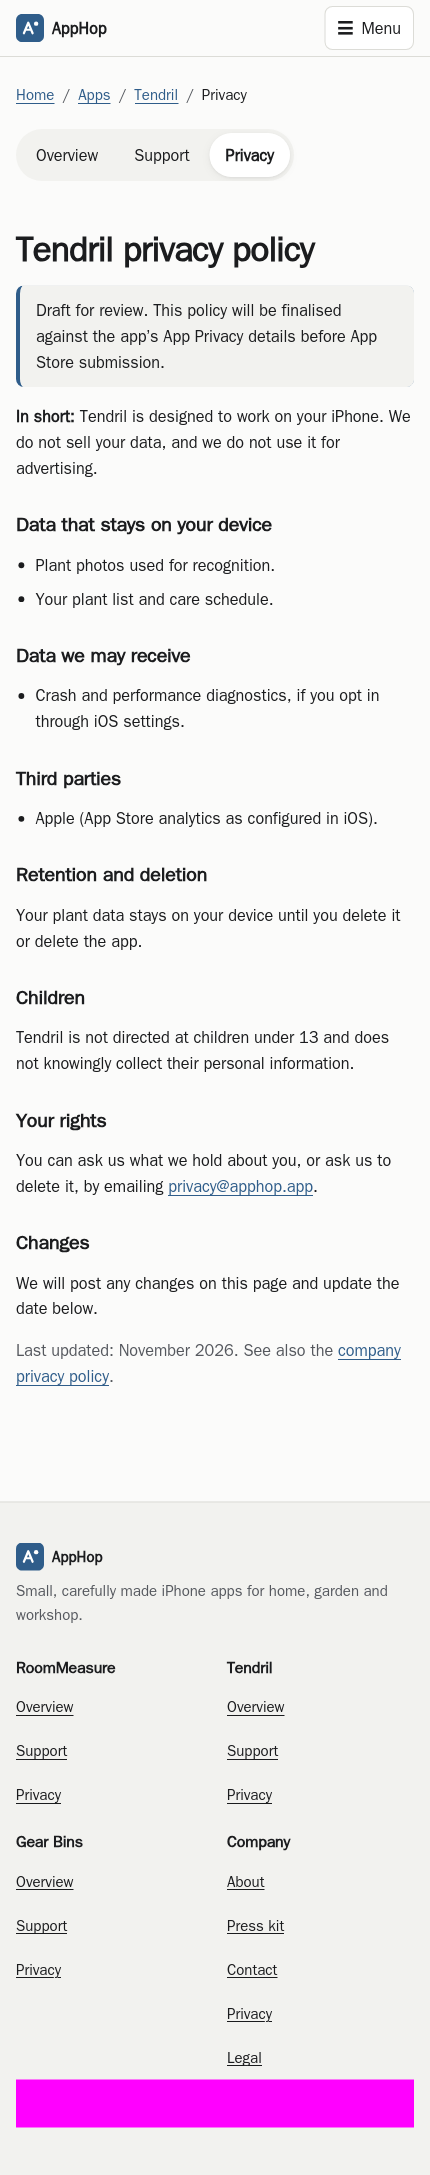 AppHop
Menu
Home / Apps / Tendril / Privacy
Overview Support Privacy
Tendril privacy policy
Draft for review. This policy will be finalised
against the app's App Privacy details before App
Store submission.
In short: Tendril is designed to work on your iPhone. We
do not sell your data, and we do not use it for
advertising.
Data that stays on your device
• Plant photos used for recognition.
• Your plant list and care schedule.
Data we may receive
• Crash and performance diagnostics, if you opt in
through iOS settings.
Third parties
• Apple (App Store analytics as configured in iOS).
Retention and deletion
Your plant data stays on your device until you delete it
or delete the app.
Children
Tendril is not directed at children under 13 and does
not knowingly collect their personal information.
Your rights
You can ask us what we hold about you, or ask us to
delete it, by emailing privacy@apphop.app.
Changes
We will post any changes on this page and update the
date below.
Last updated: November 2026. See also the company
privacy policy.
AppHop
Small, carefully made iPhone apps for home, garden and
workshop.
RoomMeasure
Overview
Support
Privacy
Tendril
Overview
Support
Privacy
Gear Bins
Overview
Support
Privacy
Company
About
Press kit
Contact
Privacy
Legal